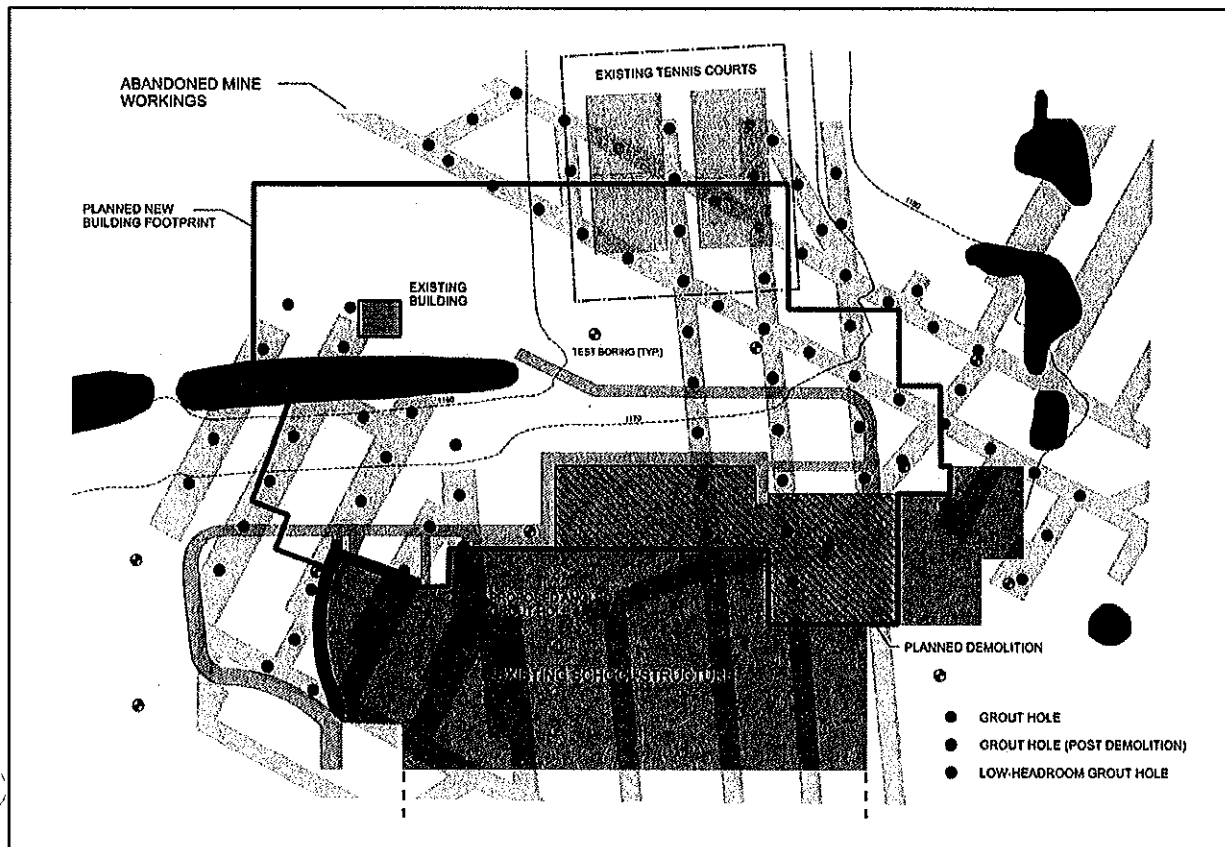 ABANDONED MINE
WORKINGS
EXISTING TENNIS COURTS
PLANNED NEW
BUILDING FOOTPRINT
EXISTING
BUILDING
TEST BORING (TYP.)
1170
EXISTING SCHOOL STRUCTURE
PLANNED DEMOLITION
GROUT HOLE
GROUT HOLE (POST DEMOLITION)
LOW-HEADROOM GROUT HOLE